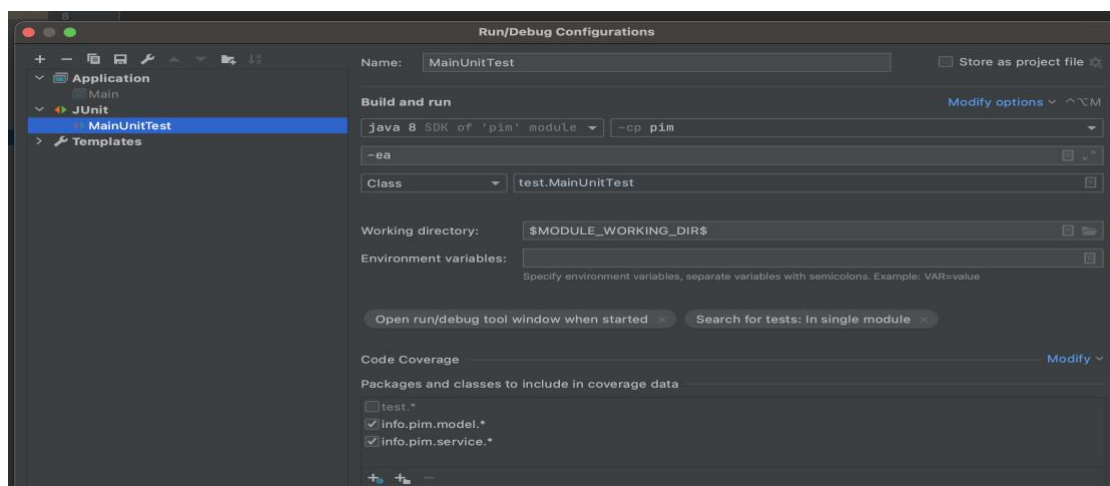 8
Run/Debug Configurations
Name: MainUnitTest Store as project file
Application
Main
JUnit
MainUnitTest
Templates
Build and run Modify options ⌃⌥M
java 8 SDK of 'pim' module -cp pim
-ea
Class test.MainUnitTest
Working directory: $MODULE_WORKING_DIR$
Environment variables:
Specify environment variables, separate variables with semicolons. Example: VAR=value
Open run/debug tool window when started × Search for tests: In single module ×
Code Coverage Modify
Packages and classes to include in coverage data
test.*
info.pim.model.*
info.pim.service.*